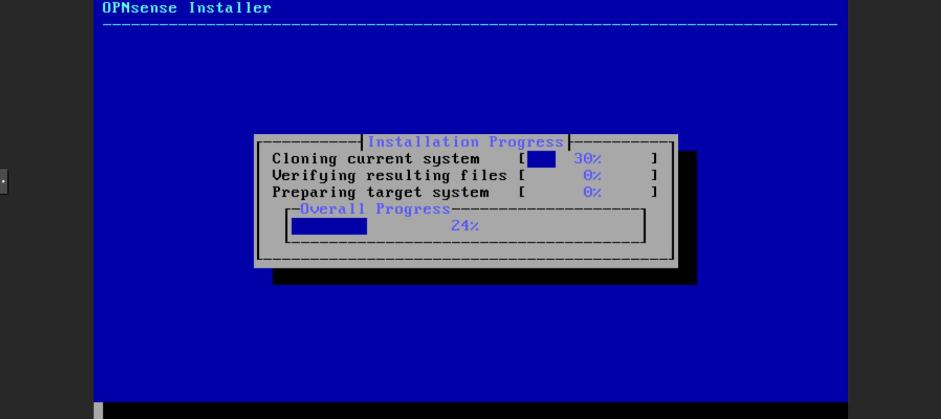 OPNsense Installer
Installation Progress
Cloning current system [ 30% ]
Verifying resulting files [ 0% ]
Preparing target system [ 0% ]
Overall Progress
24%